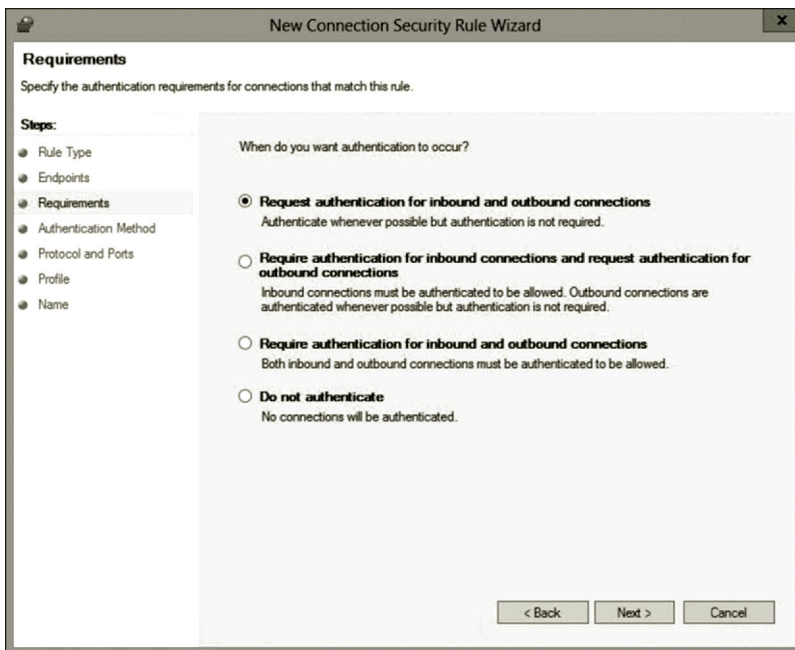 New Connection Security Rule Wizard
x
Requirements
Specify the authentication requirements for connections that match this rule.
Steps:
Rule Type
Endpoints
Requirements
Authentication Method
Protocol and Ports
Profile
Name
When do you want authentication to occur?
Request authentication for inbound and outbound connections
Authenticate whenever possible but authentication is not required.
Require authentication for inbound connections and request authentication for
outbound connections
Inbound connections must be authenticated to be allowed. Outbound connections are
authenticated whenever possible but authentication is not required.
Require authentication for inbound and outbound connections
Both inbound and outbound connections must be authenticated to be allowed.
Do not authenticate
No connections will be authenticated.
< Back
Next >
Cancel